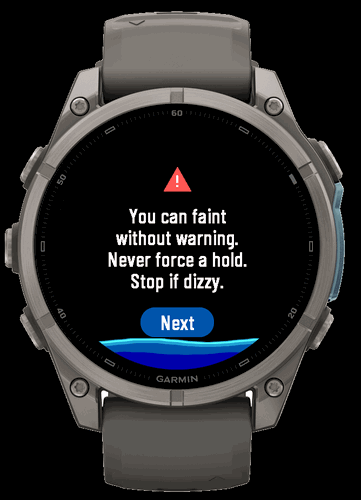 60
50
You can faint
without warning.
Never force a hold.
Stop if dizzy.
Next
40
20
GARMIN